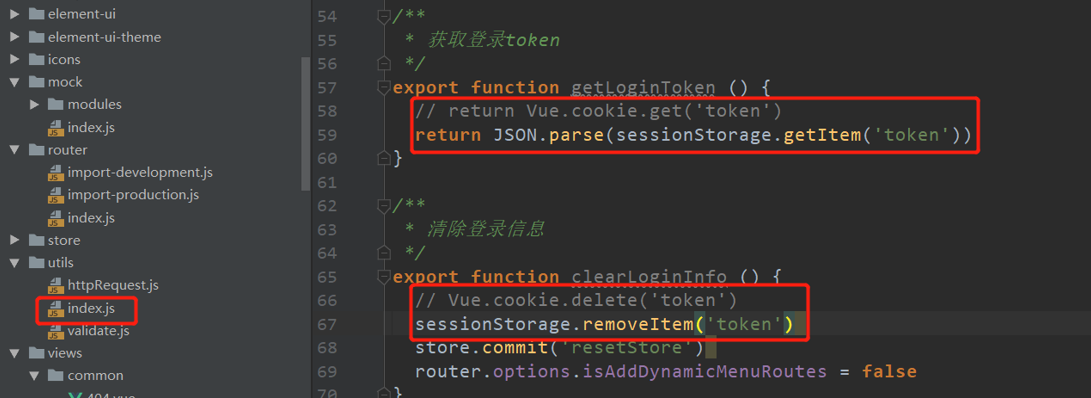 element-ui
element-ui-theme
icons
mock
modules
index.js
router
import-development.js
import-production.js
index.js
store
utils
httpRequest.js
index.js
validate.js
views
common
404.vue
54 /**
55 * 获取登录token
56 */
57 export function getLoginToken () {
58 // return Vue.cookie.get('token')
59 return JSON.parse(sessionStorage.getItem('token'))
60 }
61
62 /**
63 * 清除登录信息
64 */
65 export function clearLoginInfo () {
66 // Vue.cookie.delete('token')
67 sessionStorage.removeItem('token')
68 store.commit('resetStore')
69 router.options.isAddDynamicMenuRoutes = false
70 }